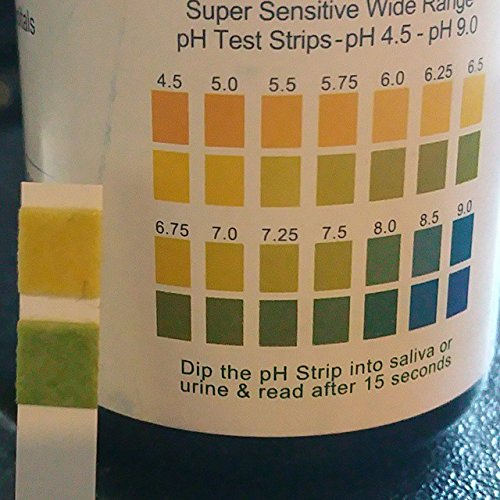 Super Sensitive Wide Range
pH Test Strips-pH 4.5 - pH 9.0
4.5 5.0 5.5 5.75 6.0 6.25 6.5
6.75 7.0 7.25 7.5 8.0 8.5 9.0
Dip the pH Strip into saliva or
urine & read after 15 seconds